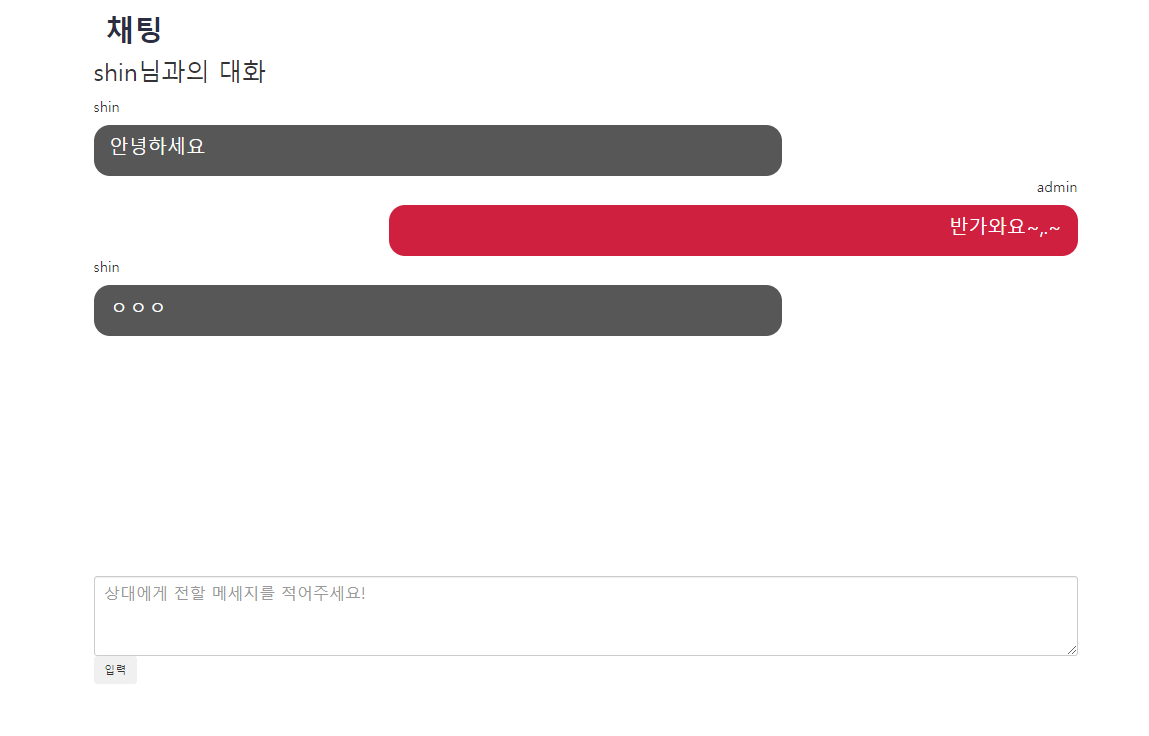 채팅
shin님과의 대화
shin
안녕하세요
admin
반가와요~,.~
shin
ㅇㅇㅇ
상대에게 전할 메세지를 적어주세요!
입력